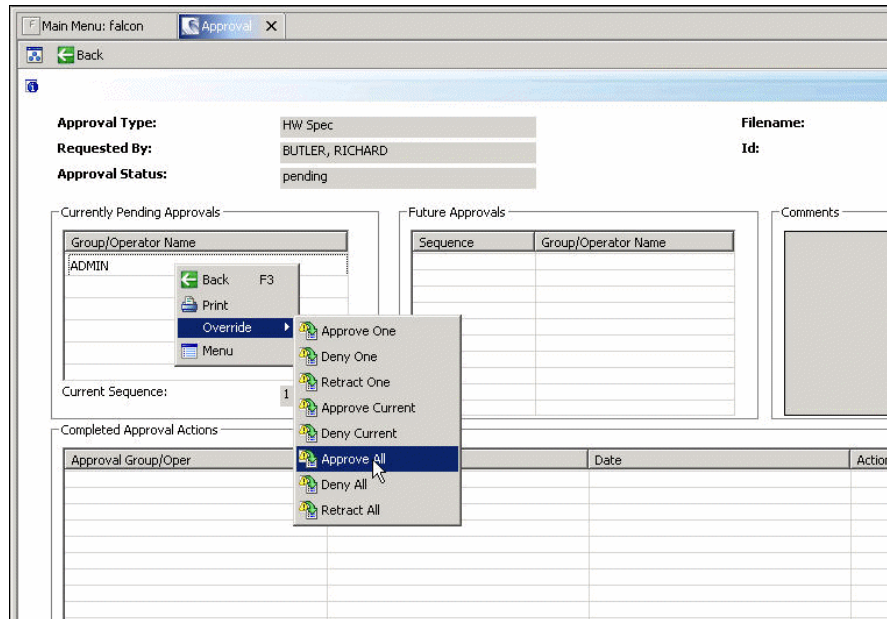 Main Menu: falcon
Approval
Back
Approval Type:
HW Spec
Filename:
Requested By:
BUTLER, RICHARD
Id:
Approval Status:
pending
Currently Pending Approvals
Future Approvals
Comments
Group/Operator Name
Sequence
Group/Operator Name
ADMIN
Back F3
Print
Override
Menu
Approve One
Deny One
Retract One
Approve Current
Deny Current
Approve All
Deny All
Retract All
Current Sequence:
1
Completed Approval Actions
Approval Group/Oper
Date
Action